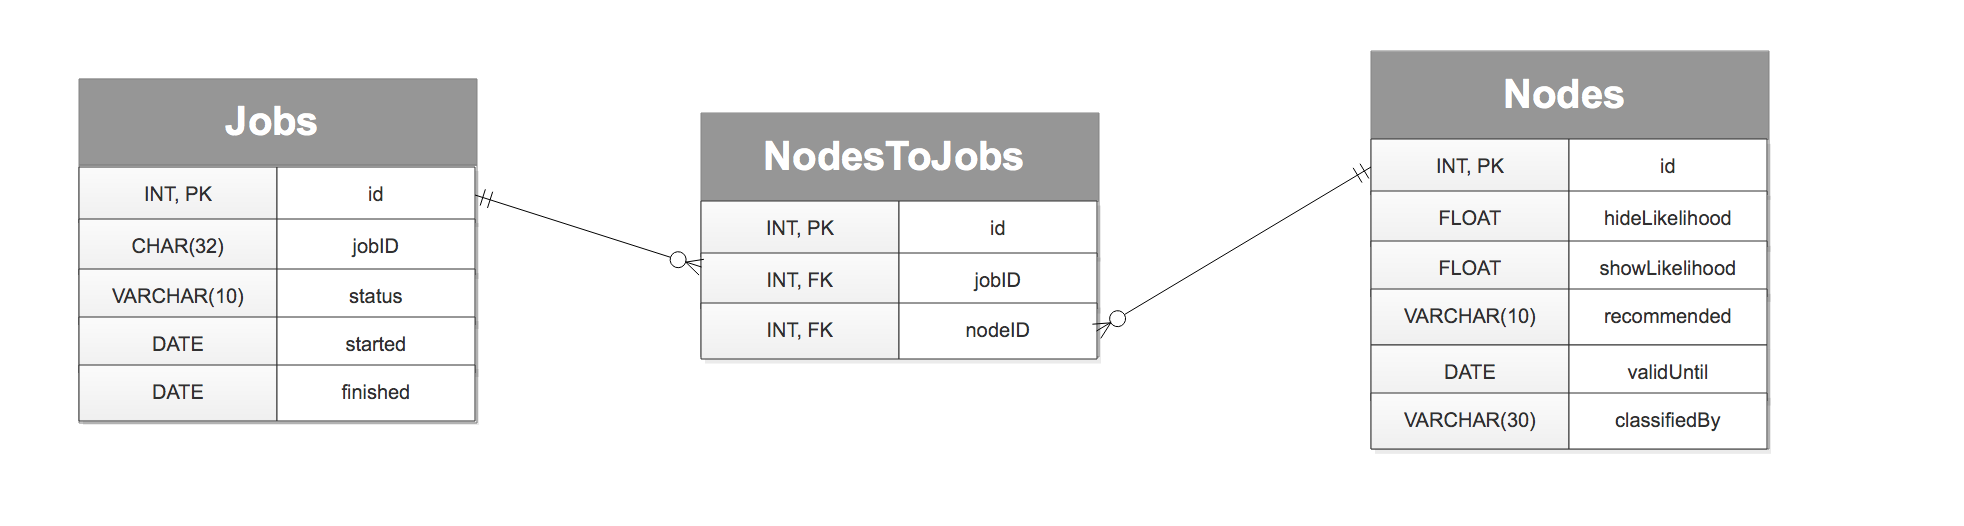 Jobs
INT, PK id
CHAR(32) jobID
VARCHAR(10) status
DATE started
DATE finished
NodesToJobs
INT, PK id
INT, FK jobID
INT, FK nodeID
Nodes
INT, PK id
FLOAT hideLikelihood
FLOAT showLikelihood
VARCHAR(10) recommended
DATE validUntil
VARCHAR(30) classifiedBy